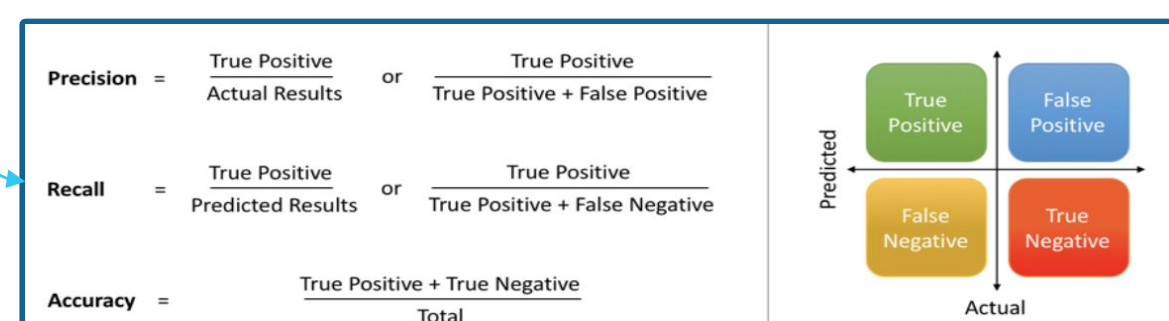 Precision = True Positive / Actual Results or True Positive / True Positive + False Positive
Recall = True Positive / Predicted Results or True Positive / True Positive + False Negative
Accuracy = True Positive + True Negative / Total
Predicted
True Positive
False Positive
False Negative
True Negative
Actual